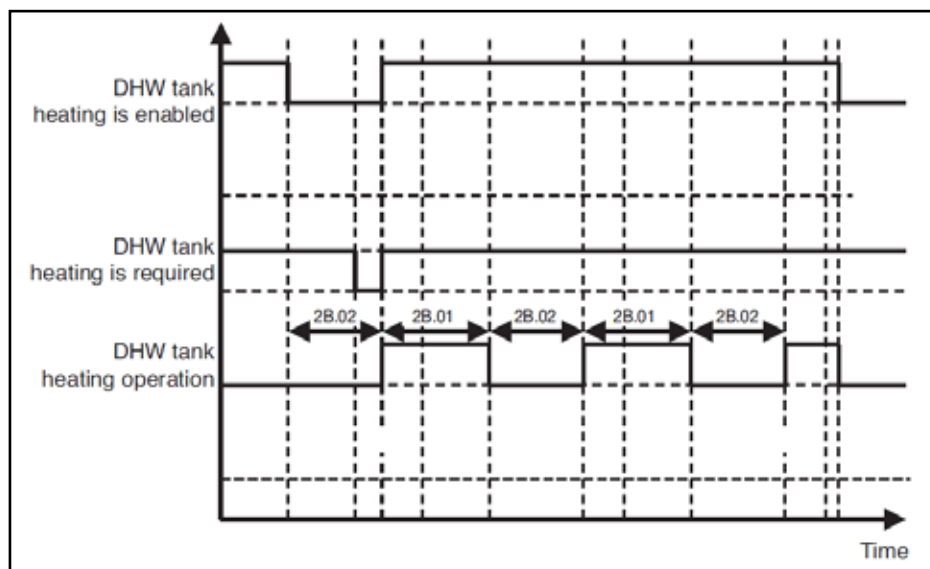 DHW tank
heating is enabled
DHW tank
heating is required
2B.02
2B.01
2B.02
2B.01
2B.02
DHW tank
heating operation
Time